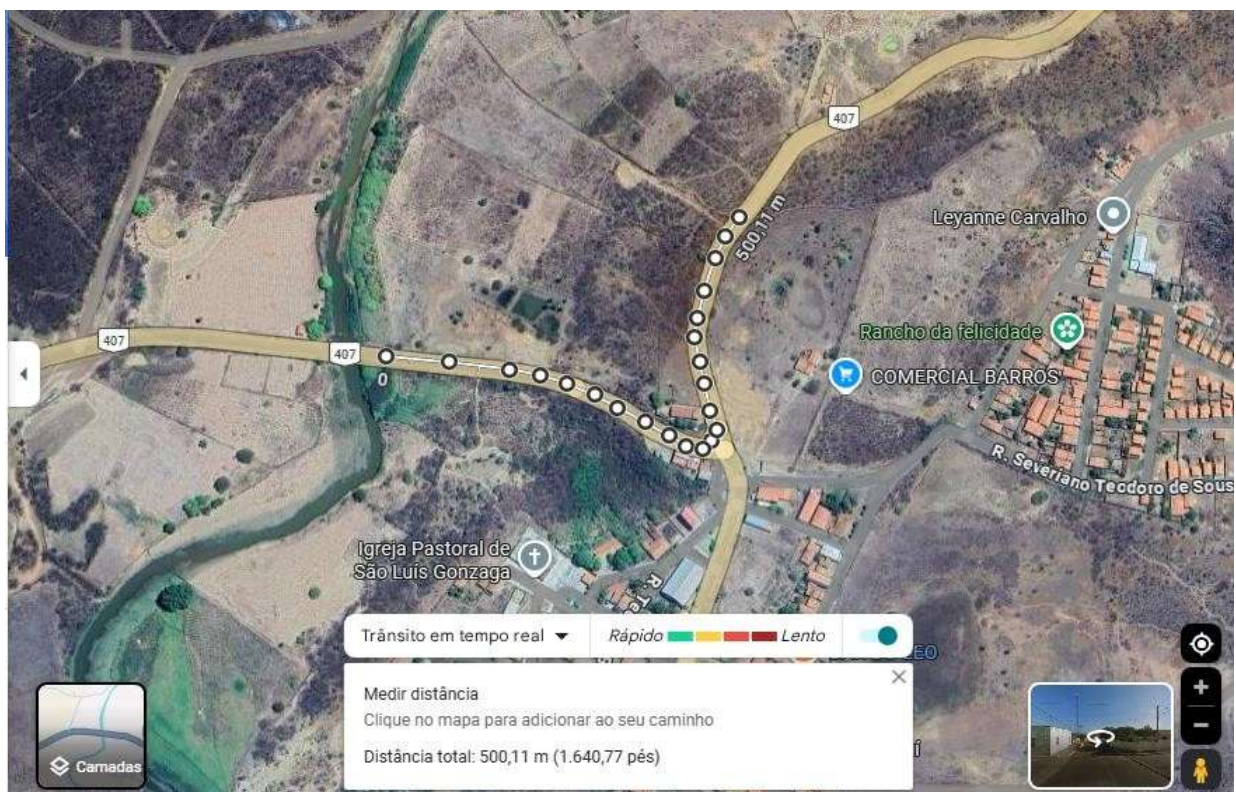 407
500,11 m
Leyanne Carvalho
Rancho da felicidade
407
407
0
COMERCIAL BARROS
R. Severiano Teodoro de Sous
Igreja Pastoral de
São Luís Gonzaga
R. Te
Trânsito em tempo real
Rápido
Lento
EO
Medir distância
Clique no mapa para adicionar ao seu caminho
Distância total: 500,11 m (1.640,77 pés)
í
Camadas